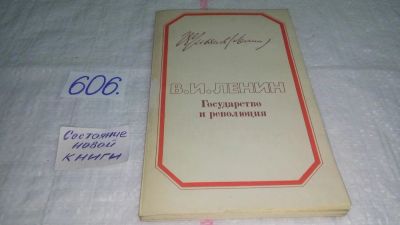 606.
Состояние
новой
книги
В.И.ЛЕНИН
Государство
и революция